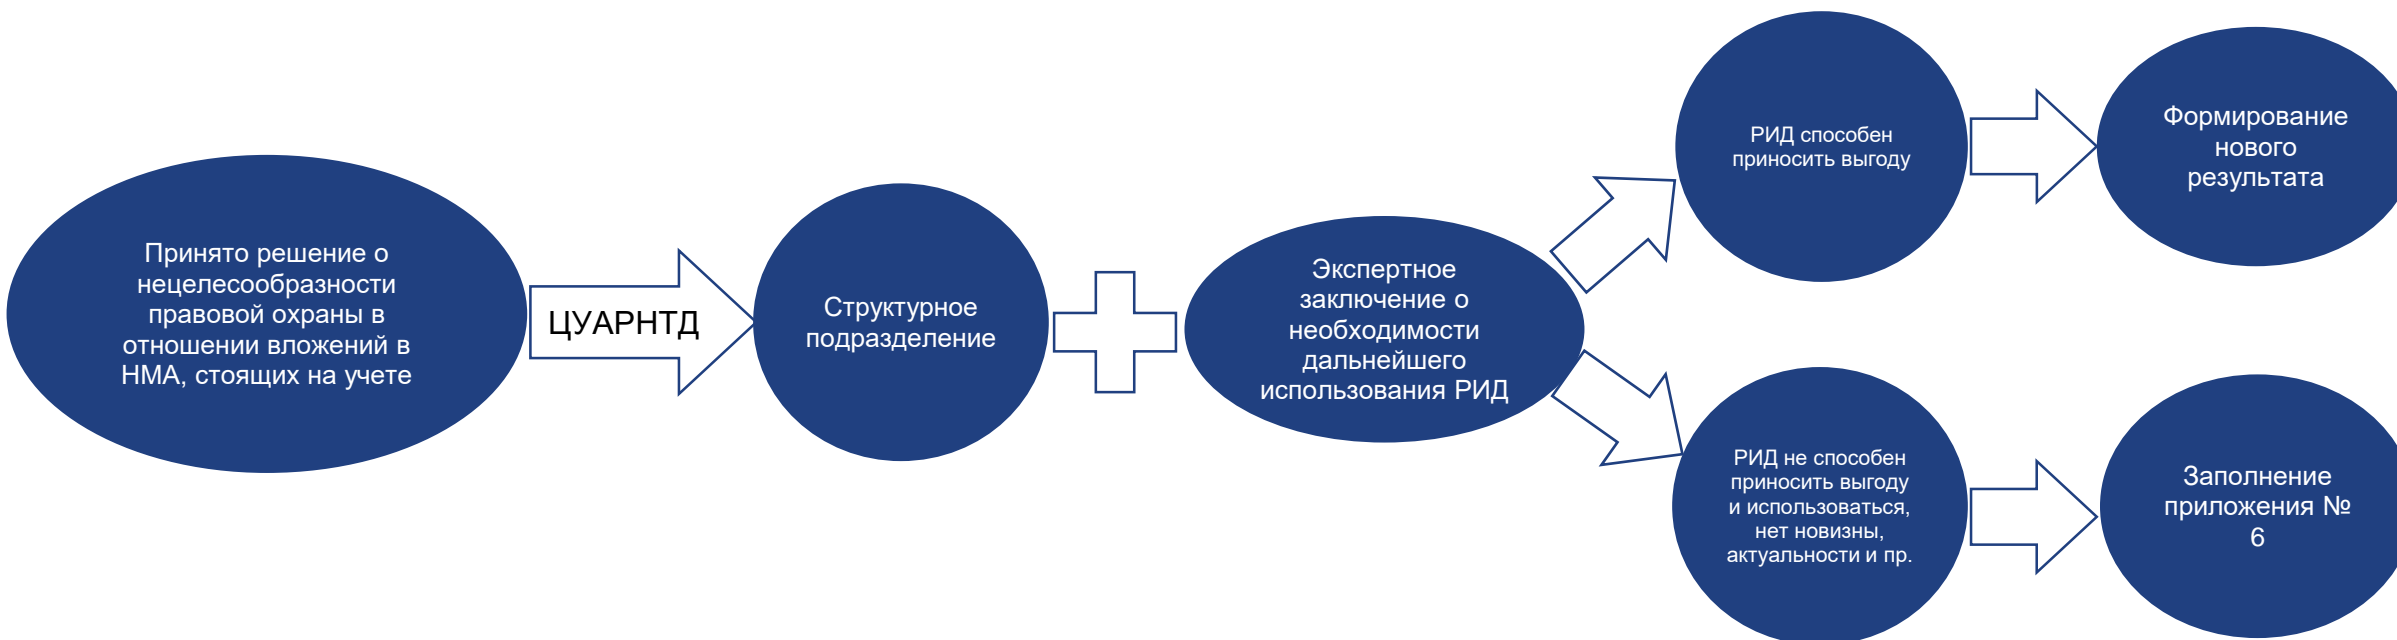 Принято решение о
нецелесообразности
правовой охраны в
отношении вложений в
НМА, стоящих на учете
ЦУАРНТД
Структурное
подразделение
Экспертное
заключение о
необходимости
дальнейшего
использования РИД
РИД способен
приносить выгоду
Формирование
нового
результата
РИД не способен
приносить выгоду
и использоваться,
нет новизны,
актуальности и пр.
Заполнение
приложения №
6